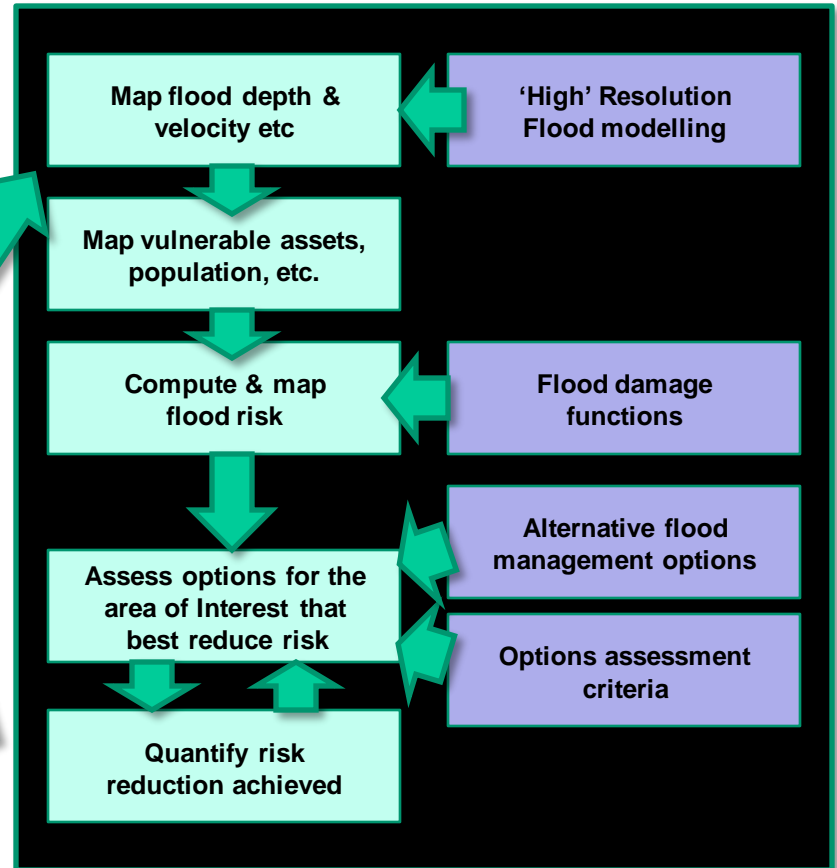 Map flood depth &
velocity etc
‘High’ Resolution
Flood modelling
Map vulnerable assets,
population, etc.
Compute & map
flood risk
Flood damage
functions
Alternative flood
management options
Assess options for the
area of Interest that
best reduce risk
Options assessment
criteria
Quantify risk
reduction achieved